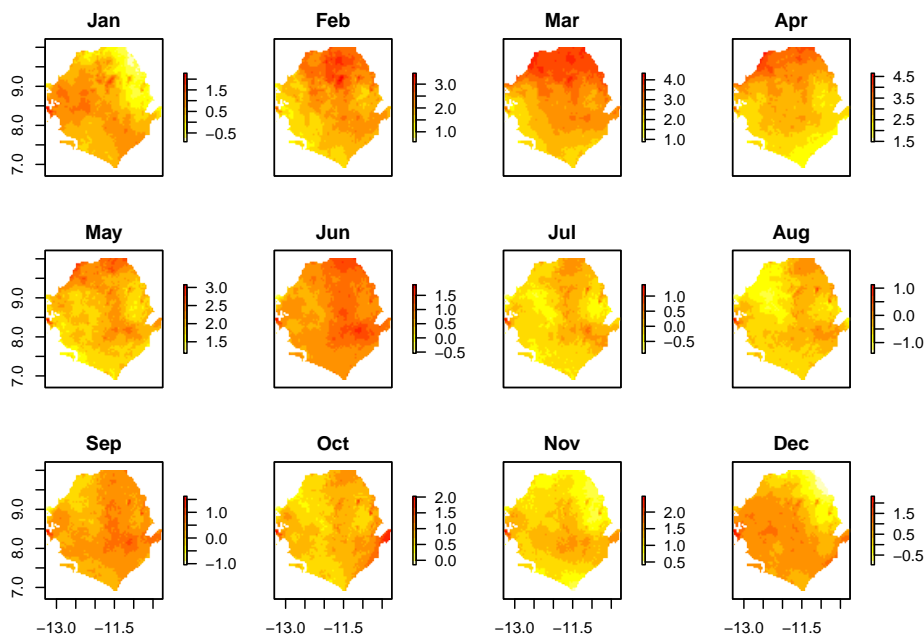 Jan Feb Mar Apr
9.0 8.0 7.0
1.5 0.5 −0.5
3.0 2.0 1.0
4.0 3.0 2.0 1.0
4.5 3.5 2.5 1.5
May Jun Jul Aug
9.0 8.0 7.0
3.0 2.5 2.0 1.5
1.5 1.0 0.5 0.0 −0.5
1.0 0.5 0.0 −0.5
1.0 0.0 −1.0
Sep Oct Nov Dec
9.0 8.0 7.0
1.0 0.0 −1.0
2.0 1.5 1.0 0.5 0.0
2.0 1.5 1.0 0.5
1.5 0.5 −0.5
−13.0 −11.5 −13.0 −11.5 −13.0 −11.5 −13.0 −11.5